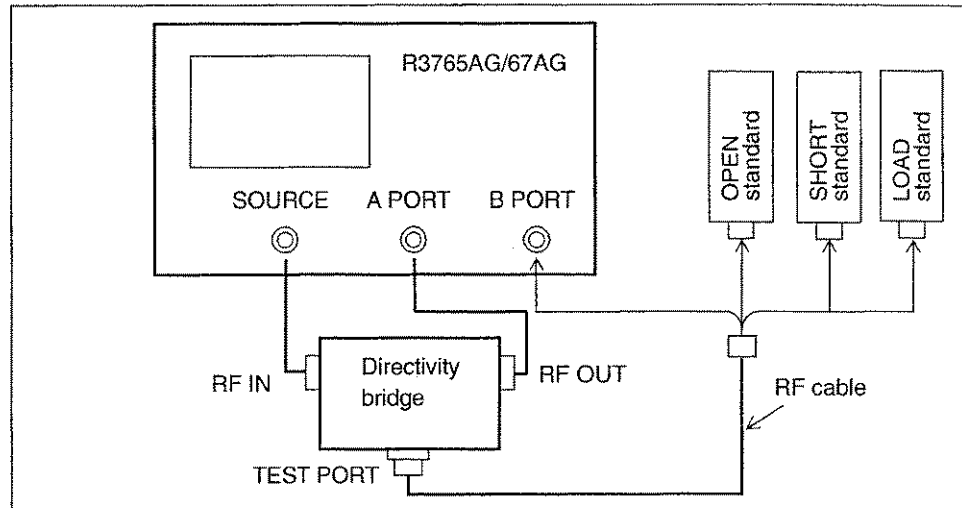 R3765AG/67AG
SOURCE
A PORT
B PORT
OPEN
standard
SHORT
standard
LOAD
standard
RF IN
Directivity
bridge
RF OUT
TEST PORT
RF cable